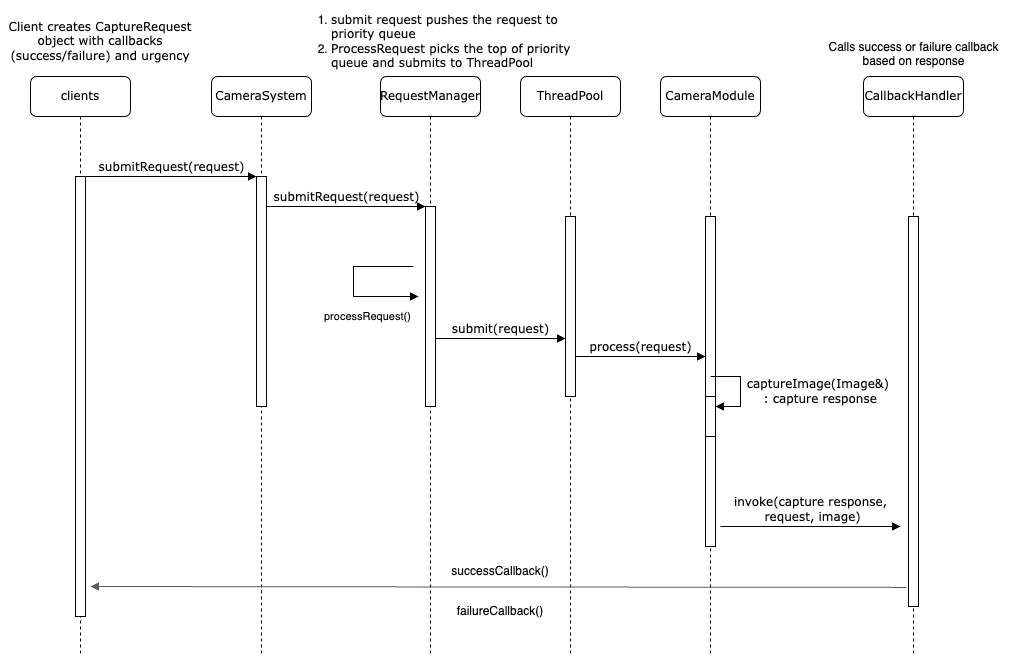 Client creates CaptureRequest
object with callbacks
(success/failure) and urgency
1. submit request pushes the request to
priority queue
2. ProcessRequest picks the top of priority
queue and submits to ThreadPool
Calls success or failure callback
based on response
clients
CameraSystem
RequestManager
ThreadPool
CameraModule
CallbackHandler
submitRequest(request)
submitRequest(request)
processRequest()
submit(request)
process(request)
captureImage(Image&)
: capture response
invoke(capture response,
request, image)
successCallback()
failureCallback()